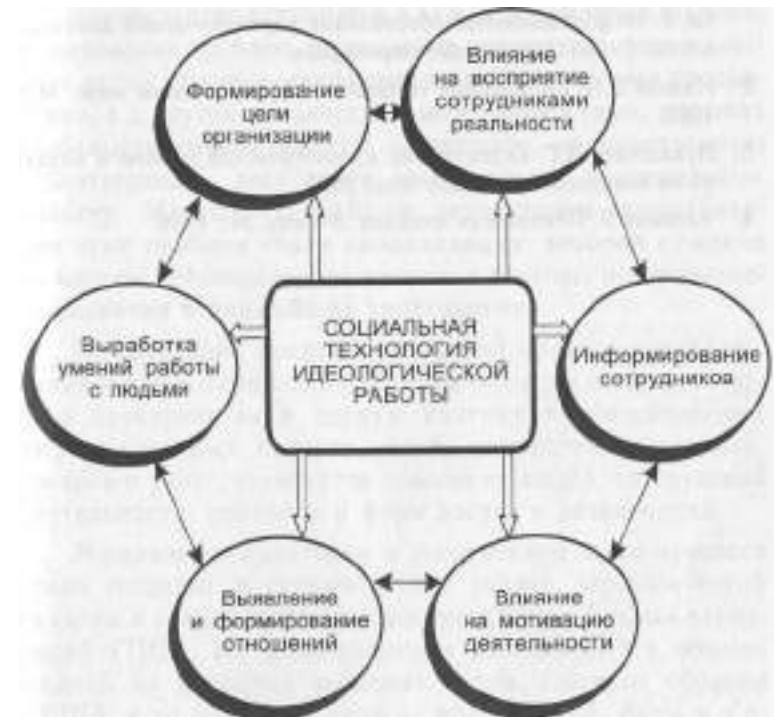 Формирование
цели
организации
Влияние
на восприятие
сотрудниками
реальности
Выработка
умений работы
с людьми
СОЦИАЛЬНАЯ
ТЕХНОЛОГИЯ
ИДЕОЛОГИЧЕСКОЙ
РАБОТЫ
Информирование
сотрудников
Выявление
и формирование
отношений
Влияние
на мотивацию
деятельности